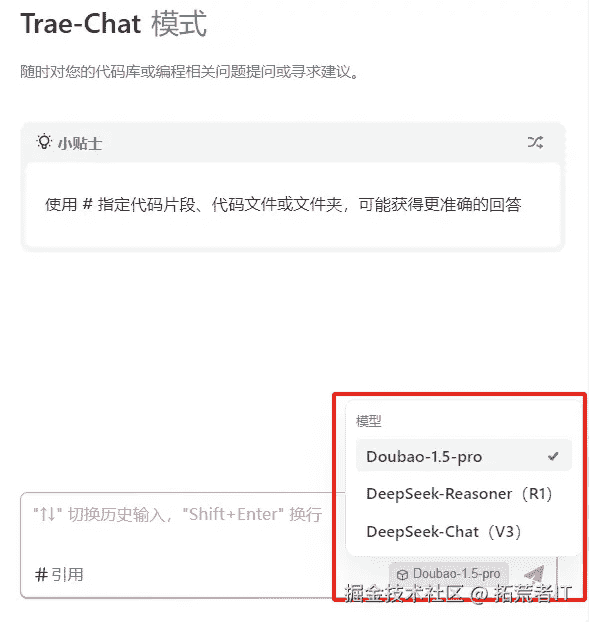 Trae-Chat 模式
随时对您的代码库或编程相关问题提问或寻求建议。
小贴士
使用 # 指定代码片段、代码文件或文件夹，可能获得更准确的回答
模型
Doubao-1.5-pro
DeepSeek-Reasoner（R1）
DeepSeek-Chat（V3）
"↑↓" 切换历史输入，"Shift+Enter" 换行
#引用
Doubao-1.5-pro
掘金技术社区 @ 拓荒者IT